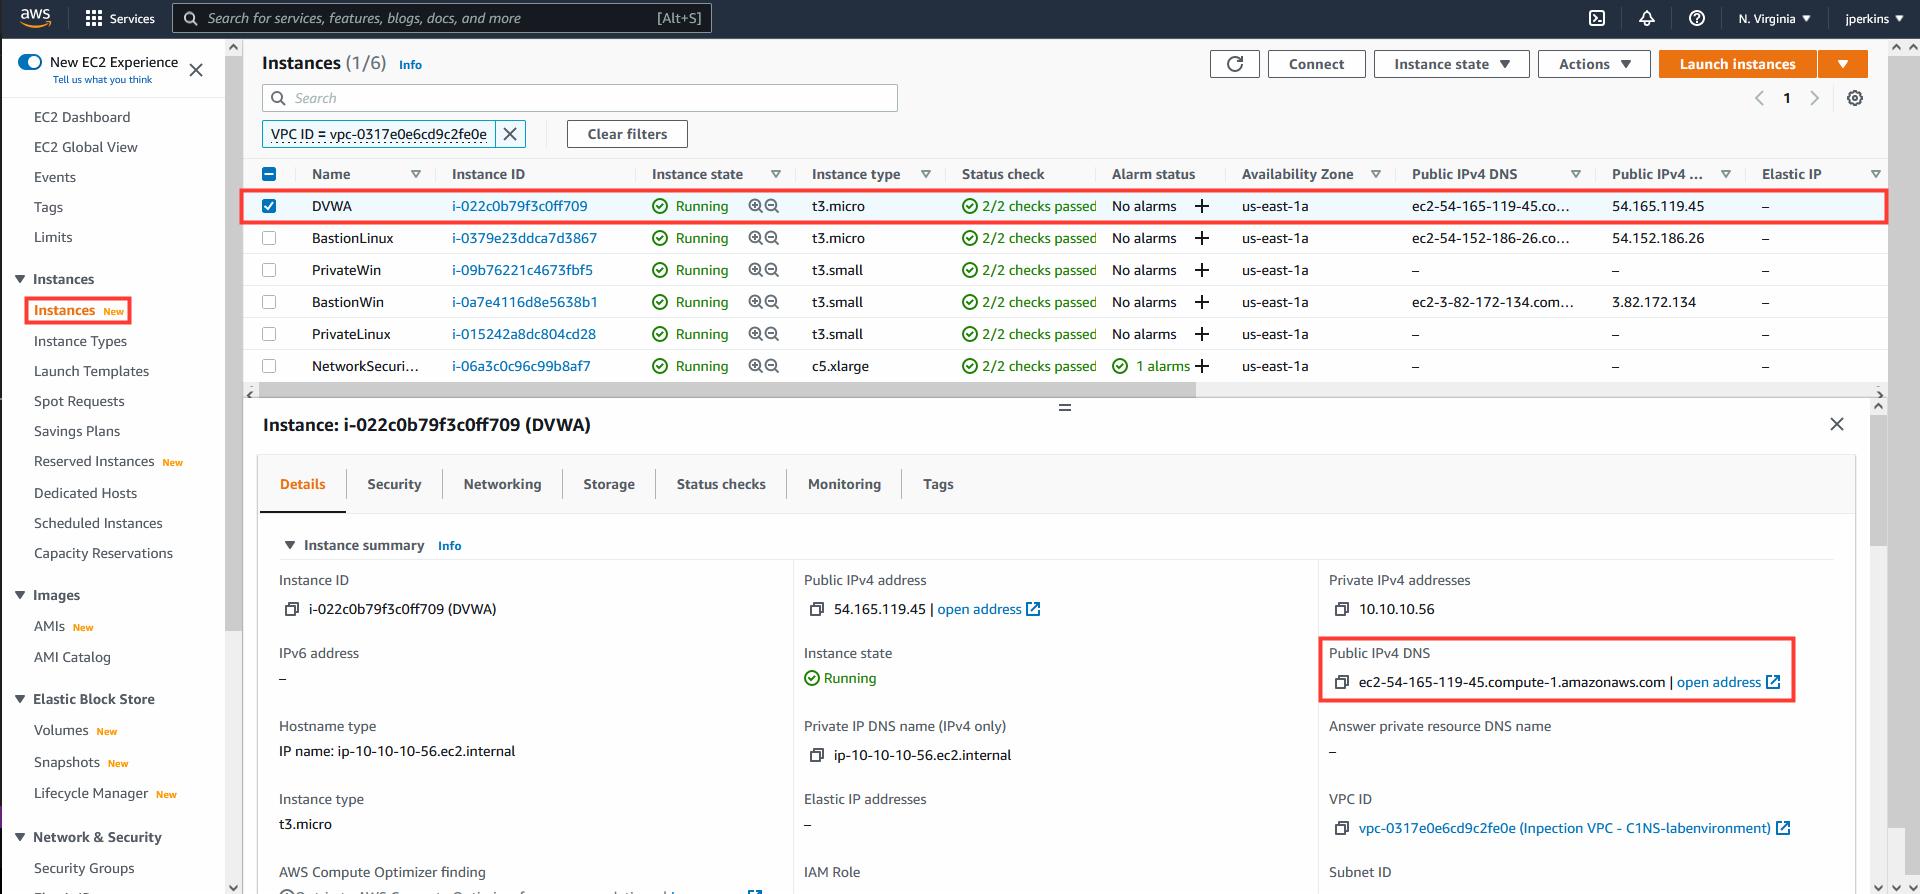 aws
Services
Search for services, features, blogs, docs, and more
[Alt+S]
N. Virginia
jperkins
New EC2 Experience
Tell us what you think
EC2 Dashboard
EC2 Global View
Events
Tags
Limits
Instances
Instances New
Instance Types
Launch Templates
Spot Requests
Savings Plans
Reserved Instances New
Dedicated Hosts
Scheduled Instances
Capacity Reservations
Images
AMIs New
AMI Catalog
Elastic Block Store
Volumes New
Snapshots New
Lifecycle Manager New
Network & Security
Security Groups
Instances (1/6) Info
Connect
Instance state
Actions
Launch instances
Search
1
VPC ID = vpc-0317e0e6cd9c2fe0e
Clear filters
Name Instance ID Instance state Instance type Status check Alarm status Availability Zone Public IPv4 DNS Public IPv4 ... Elastic IP
DVWA i-022c0b79f3c0ff709 Running t3.micro 2/2 checks passed No alarms + us-east-1a ec2-54-165-119-45.co... 54.165.119.45 –
BastionLinux i-0379e23ddca7d3867 Running t3.micro 2/2 checks passed No alarms + us-east-1a ec2-54-152-186-26.co... 54.152.186.26 –
PrivateWin i-09b76221c4673fbf5 Running t3.small 2/2 checks passed No alarms + us-east-1a – – –
BastionWin i-0a7e4116d8e5638b1 Running t3.small 2/2 checks passed No alarms + us-east-1a ec2-3-82-172-134.com... 3.82.172.134 –
PrivateLinux i-015242a8dc804cd28 Running t3.small 2/2 checks passed No alarms + us-east-1a – – –
NetworkSecuri... i-06a3c0c96c99b8af7 Running c5.xlarge 2/2 checks passed 1 alarms + us-east-1a – – –
Instance: i-022c0b79f3c0ff709 (DVWA)
Details
Security
Networking
Storage
Status checks
Monitoring
Tags
Instance summary Info
Instance ID
i-022c0b79f3c0ff709 (DVWA)
Public IPv4 address
54.165.119.45 | open address
Private IPv4 addresses
10.10.10.56
IPv6 address
–
Instance state
Running
Public IPv4 DNS
ec2-54-165-119-45.compute-1.amazonaws.com | open address
Hostname type
IP name: ip-10-10-10-56.ec2.internal
Private IP DNS name (IPv4 only)
ip-10-10-10-56.ec2.internal
Answer private resource DNS name
–
Instance type
t3.micro
Elastic IP addresses
–
VPC ID
vpc-0317e0e6cd9c2fe0e (Inpection VPC - C1NS-labenvironment)
AWS Compute Optimizer finding
IAM Role
Subnet ID